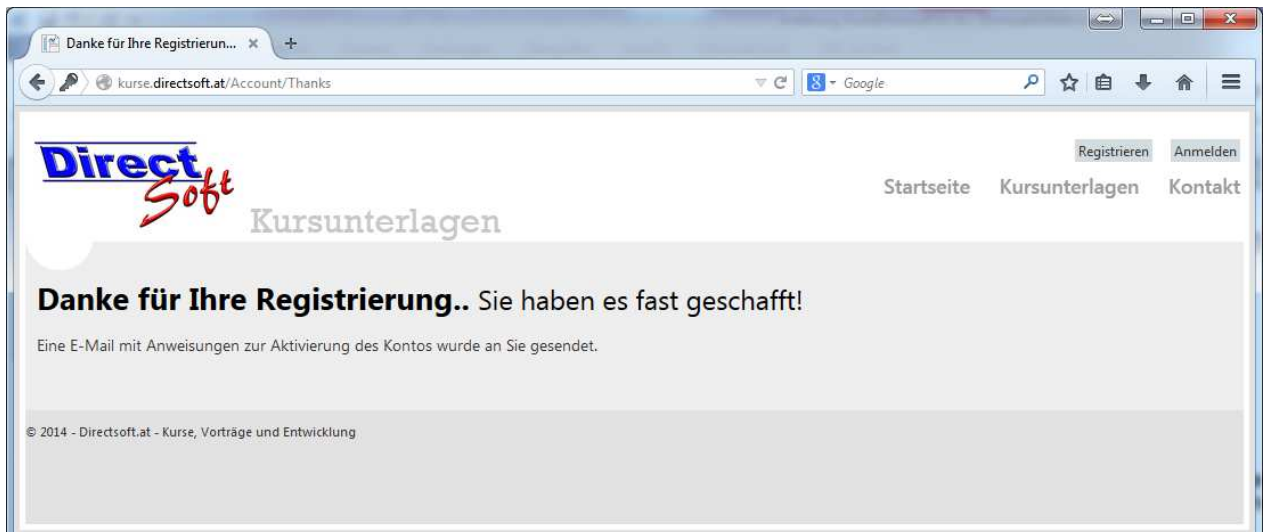 Danke für Ihre Registrierun...
kurse.directsoft.at/Account/Thanks
Google
Registrieren Anmelden
Direct
Soft
Startseite Kursunterlagen Kontakt
Kursunterlagen
Danke für Ihre Registrierung.. Sie haben es fast geschafft!
Eine E-Mail mit Anweisungen zur Aktivierung des Kontos wurde an Sie gesendet.
© 2014 - Directsoft.at - Kurse, Vorträge und Entwicklung